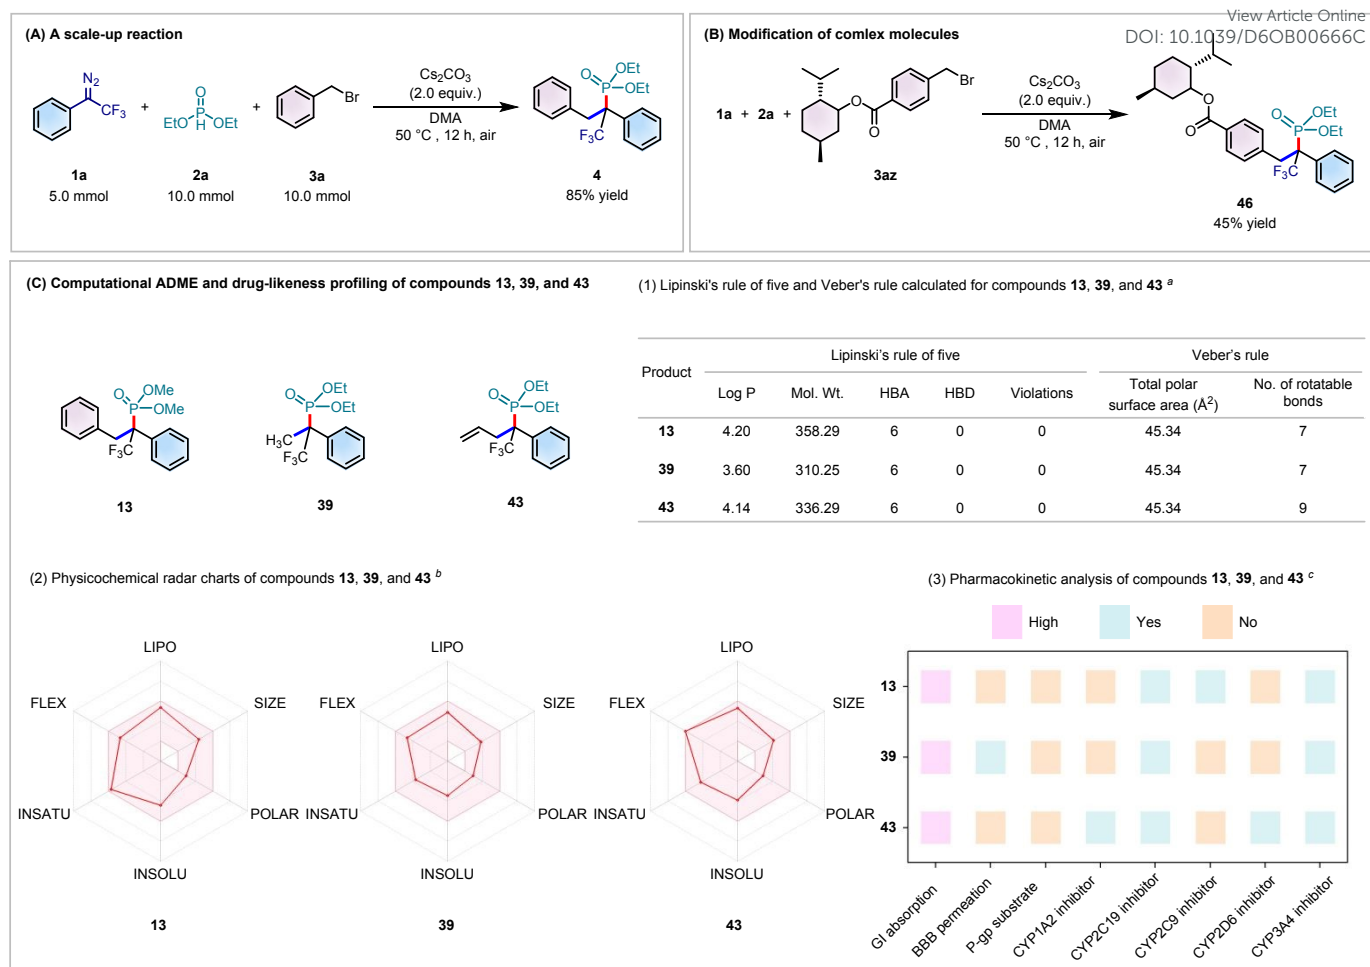 View Article Online
DOI: 10.1039/D6OB00666C
(A) A scale-up reaction
N2
CF3
1a
5.0 mmol
+
O
EtO P OEt
H
2a
10.0 mmol
+
Br
3a
10.0 mmol
Cs2CO3
(2.0 equiv.)
DMA
50 °C , 12 h, air
O OEt
P OEt
F3C
4
85% yield
(B) Modification of comlex molecules
1a + 2a +
O
O
Br
3az
Cs2CO3
(2.0 equiv.)
DMA
50 °C , 12 h, air
O
O
O OEt
P OEt
F3C
46
45% yield
(C) Computational ADME and drug-likeness profiling of compounds 13, 39, and 43
O OMe
P OMe
F3C
13
O OEt
P OEt
H3C
F3C
39
O OEt
P OEt
F3C
43
(1) Lipinski's rule of five and Veber's rule calculated for compounds 13, 39, and 43 a
Product Lipinski's rule of five Veber's rule
Log P Mol. Wt. HBA HBD Violations Total polar surface area (Å2) No. of rotatable bonds
13 4.20 358.29 6 0 0 45.34 7
39 3.60 310.25 6 0 0 45.34 7
43 4.14 336.29 6 0 0 45.34 9
(2) Physicochemical radar charts of compounds 13, 39, and 43 b
LIPO
FLEX SIZE
INSATU POLAR
INSOLU
13
LIPO
FLEX SIZE
INSATU POLAR
INSOLU
39
LIPO
FLEX SIZE
INSATU POLAR
INSOLU
43
(3) Pharmacokinetic analysis of compounds 13, 39, and 43 c
High Yes No
13
39
43
GI absorption
BBB permeation
P-gp substrate
CYP1A2 inhibitor
CYP2C19 inhibitor
CYP2C9 inhibitor
CYP2D6 inhibitor
CYP3A4 inhibitor